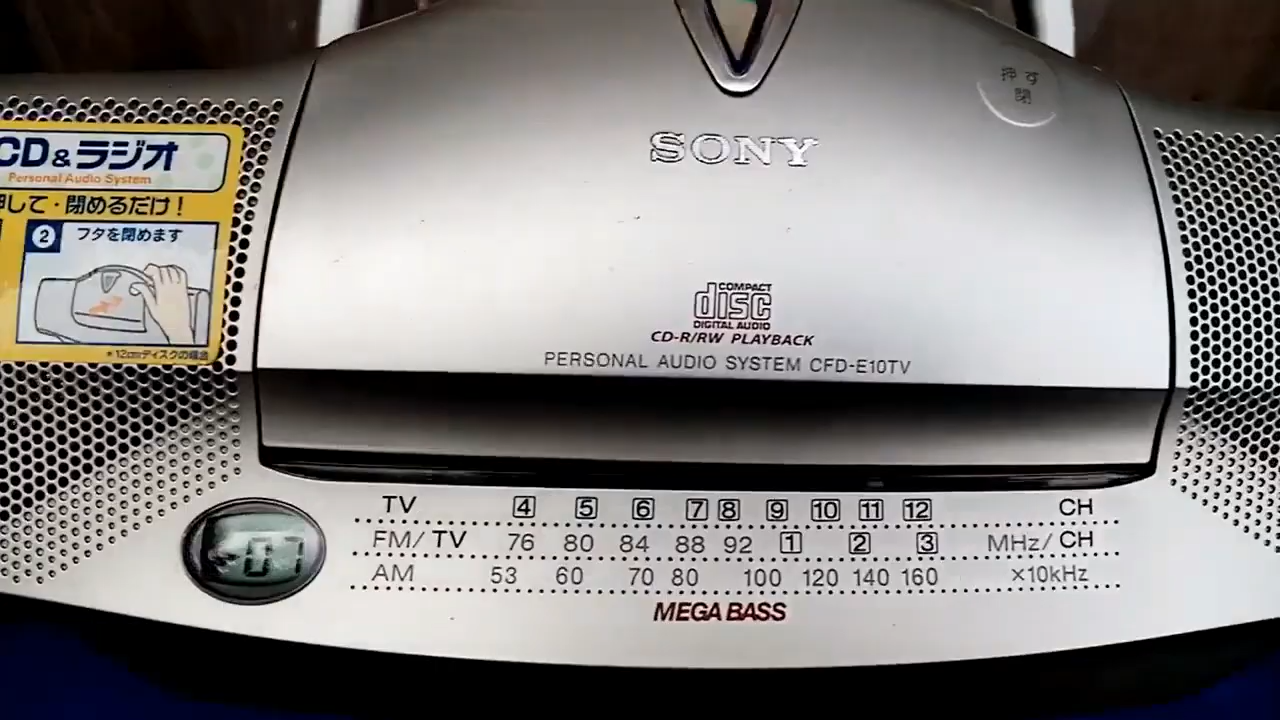 押す
閉
SONY
CD&ラジオ
Personal Audio System
押して・閉めるだけ!
2 フタを閉めます
*12cmディスクの場合
COMPACT
disc
DIGITAL AUDIO
CD-R/RW PLAYBACK
PERSONAL AUDIO SYSTEM CFD-E10TV
TV 4 5 6 7 8 9 10 11 12 CH
FM/TV 76 80 84 88 92 1 2 3 MHz/CH
AM 53 60 70 80 100 120 140 160 ×10kHz
07
MEGA BASS